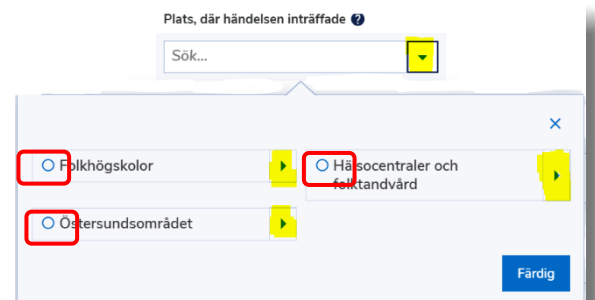 Plats, där händelsen inträffade ?
Sök...
×
Folkhögskolor
Hälsocentraler och
folktandvård
Östersundsområdet
Färdig